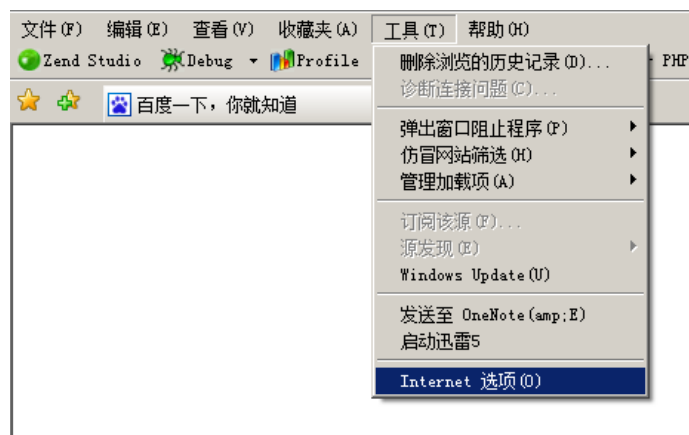 文件(F) 编辑(E) 查看(V) 收藏夹(A) 工具(T) 帮助(H)
Zend Studio Debug Profile PHP
百度一下，你就知道
删除浏览的历史记录(D)...
诊断连接问题(C)...
弹出窗口阻止程序(P)
仿冒网站筛选(H)
管理加载项(A)
订阅该源(F)...
源发现(E)
Windows Update(U)
发送至 OneNote(amp;E)
启动迅雷5
Internet 选项(O)